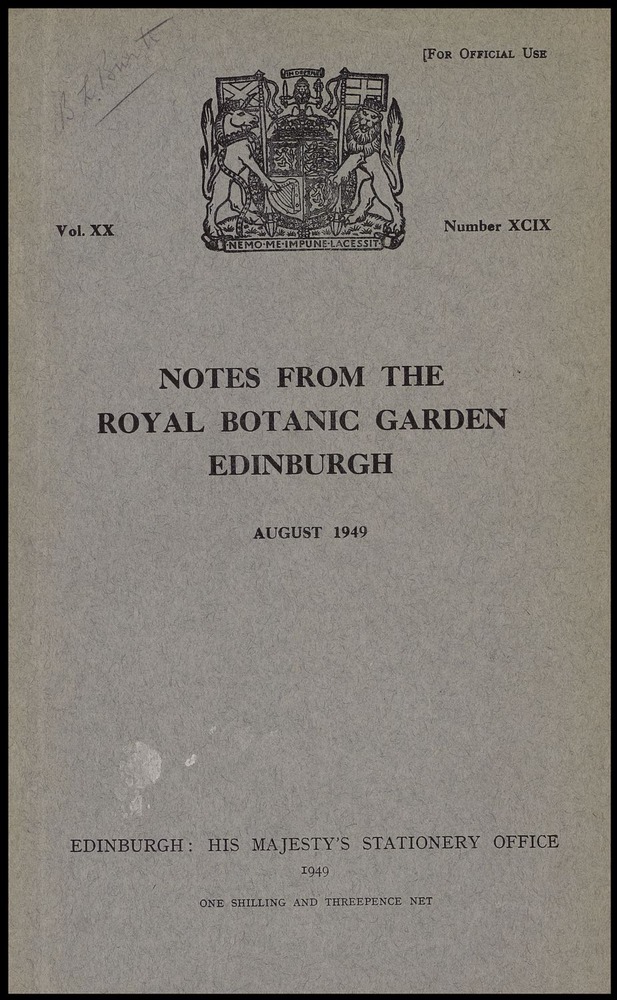 [FOR OFFICIAL USE
IN DEFENS
Vol. XX
Number XCIX
NEMO·ME·IMPUNE·LACESSIT
NOTES FROM THE
ROYAL BOTANIC GARDEN
EDINBURGH
AUGUST 1949
EDINBURGH: HIS MAJESTY'S STATIONERY OFFICE
1949
ONE SHILLING AND THREEPENCE NET